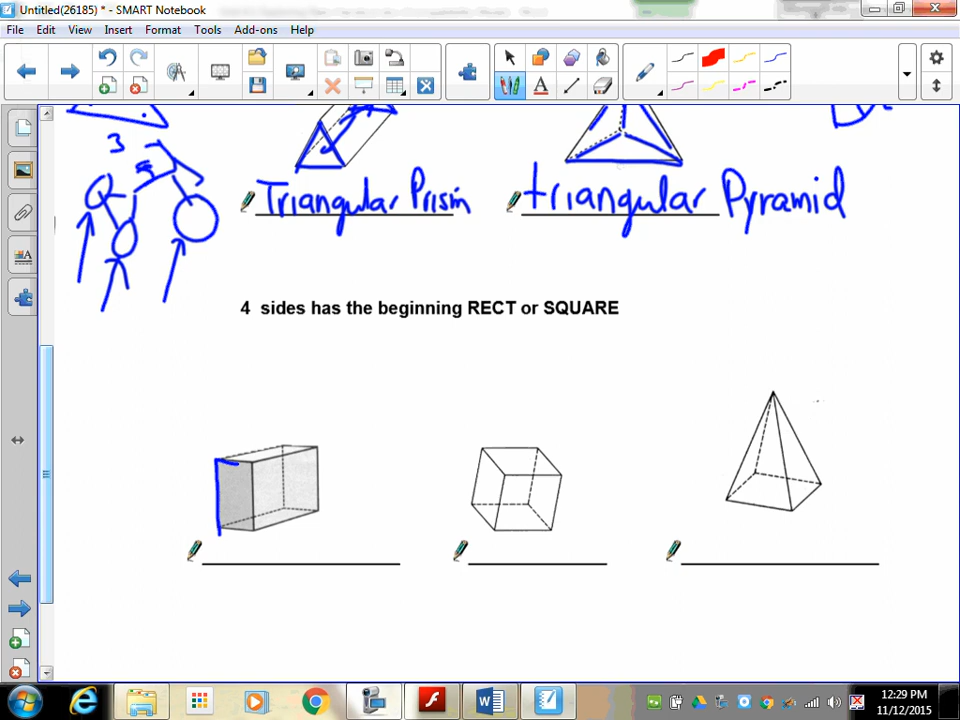 Untitled(26185) * - SMART Notebook
File Edit View Insert Format Tools Add-ons Help
3
Triangular Prism
triangular Pyramid
4 sides has the beginning RECT or SQUARE
12:29 PM
11/12/2015